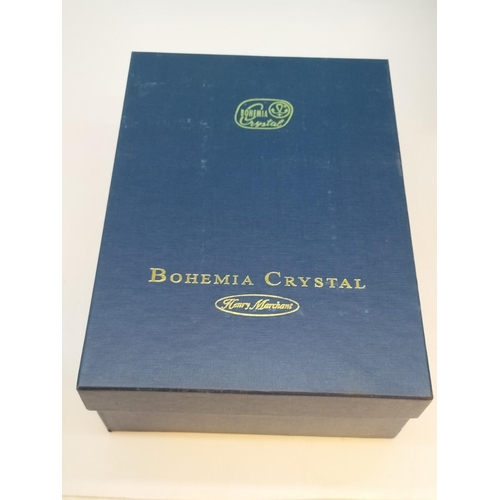 BOHEMIA
Crystal
BOHEMIA CRYSTAL
Henry Marchant